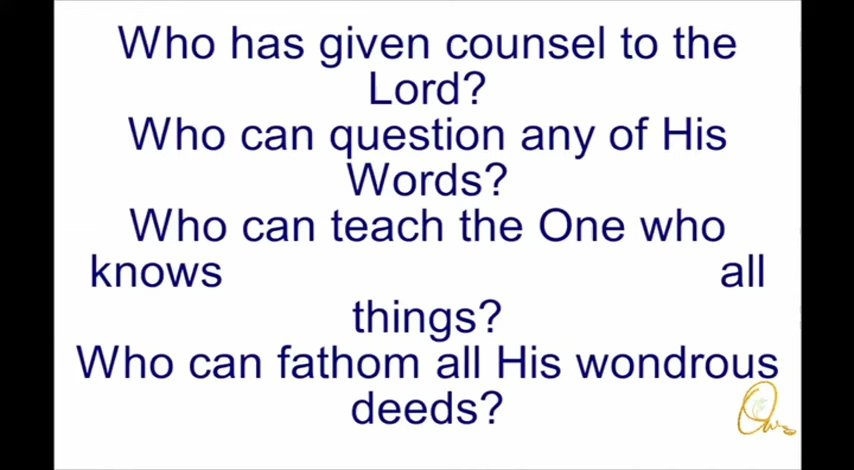 Who has given counsel to the
Lord?
Who can question any of His
Words?
Who can teach the One who
knows all
things?
Who can fathom all His wondrous
deeds?